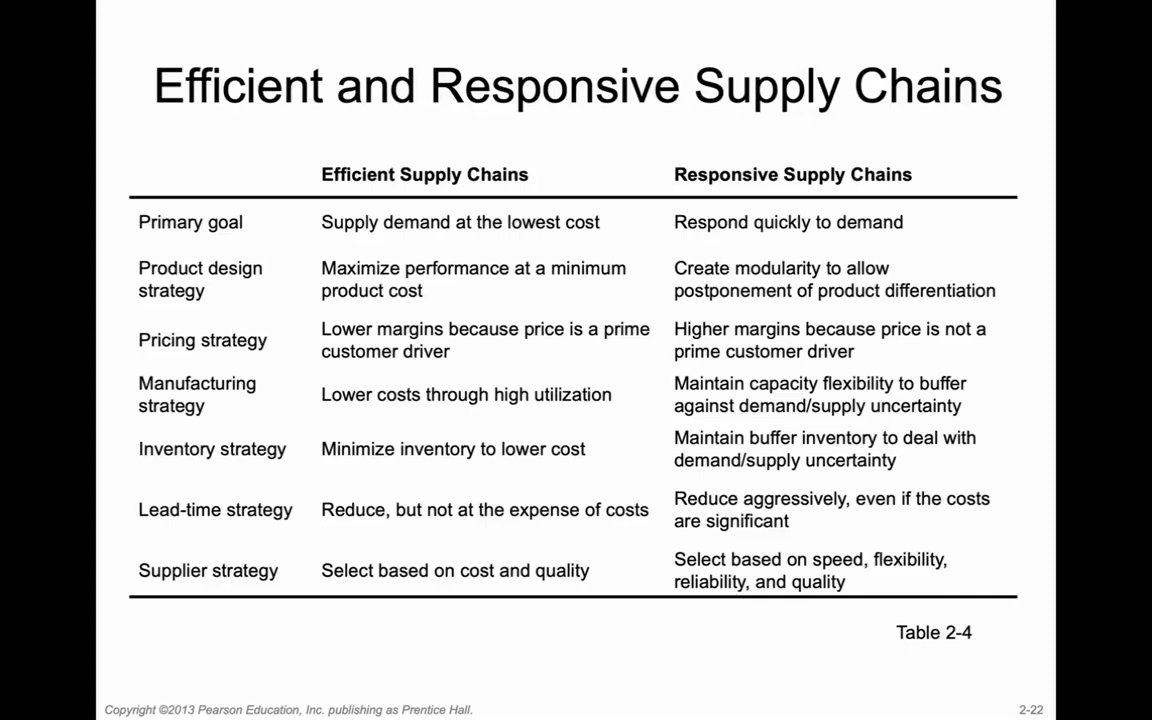 Efficient and Responsive Supply Chains
Efficient Supply Chains Responsive Supply Chains
Primary goal Supply demand at the lowest cost Respond quickly to demand
Product design strategy Maximize performance at a minimum product cost Create modularity to allow postponement of product differentiation
Pricing strategy Lower margins because price is a prime customer driver Higher margins because price is not a prime customer driver
Manufacturing strategy Lower costs through high utilization Maintain capacity flexibility to buffer against demand/supply uncertainty
Inventory strategy Minimize inventory to lower cost Maintain buffer inventory to deal with demand/supply uncertainty
Lead-time strategy Reduce, but not at the expense of costs Reduce aggressively, even if the costs are significant
Supplier strategy Select based on cost and quality Select based on speed, flexibility, reliability, and quality
Table 2-4
Copyright ©2013 Pearson Education, Inc. publishing as Prentice Hall. 2-22